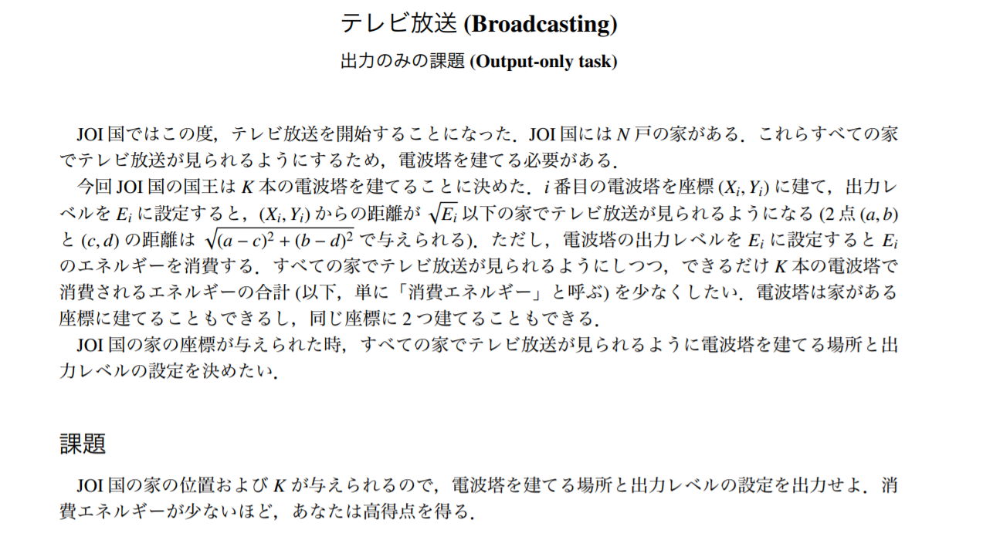 テレビ放送 (Broadcasting)
出力のみの課題 (Output-only task)
JOI 国ではこの度，テレビ放送を開始することになった．JOI 国には N 戸の家がある．これらすべての家
でテレビ放送が見られるようにするため，電波塔を建てる必要がある．
今回 JOI 国の国王は K 本の電波塔を建てることに決めた．i 番目の電波塔を座標 (Xᵢ, Yᵢ) に建て，出力レ
ベルを Eᵢ に設定すると，(Xᵢ, Yᵢ) からの距離が √Eᵢ 以下の家でテレビ放送が見られるようになる (2 点 (a, b)
と (c, d) の距離は √((a − c)² + (b − d)²) で与えられる)．ただし，電波塔の出力レベルを Eᵢ に設定すると Eᵢ
のエネルギーを消費する．すべての家でテレビ放送が見られるようにしつつ，できるだけ K 本の電波塔で
消費されるエネルギーの合計 (以下，単に「消費エネルギー」と呼ぶ) を少なくしたい．電波塔は家がある
座標に建てることもできるし，同じ座標に 2 つ建てることもできる．
JOI 国の家の座標が与えられた時，すべての家でテレビ放送が見られるように電波塔を建てる場所と出
力レベルの設定を決めたい．
課題
JOI 国の家の位置および K が与えられるので，電波塔を建てる場所と出力レベルの設定を出力せよ．消
費エネルギーが少ないほど，あなたは高得点を得る．